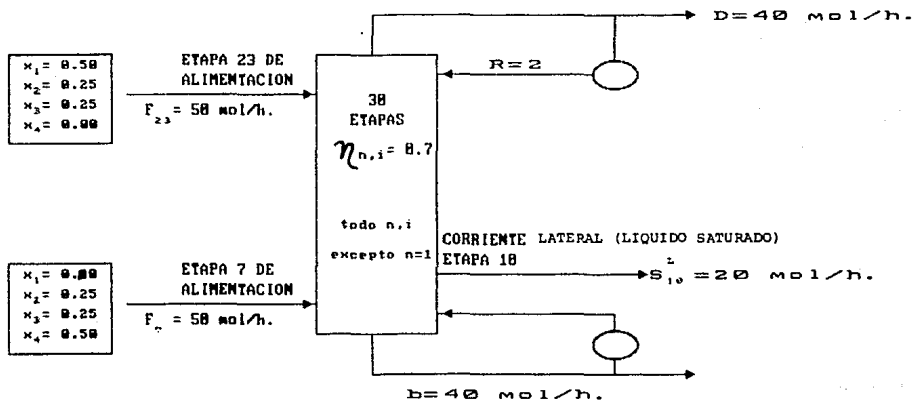 D=40 mol/h.
x₁= 0.50
x₂= 0.25
x₃= 0.25
x₄= 0.00
ETAPA 23 DE
ALIMENTACION
F₂₃= 50 mol/h.
R=2
30
ETAPAS
ηn,i= 0.7
todo n,i
excepto n=1
CORRIENTE LATERAL (LIQUIDO SATURADO)
ETAPA 10
S₁₀ᴸ=20 mol/h.
x₁= 0.00
x₂= 0.25
x₃= 0.25
x₄= 0.50
ETAPA 7 DE
ALIMENTACION
F₇= 50 mol/h.
b=40 mol/h.